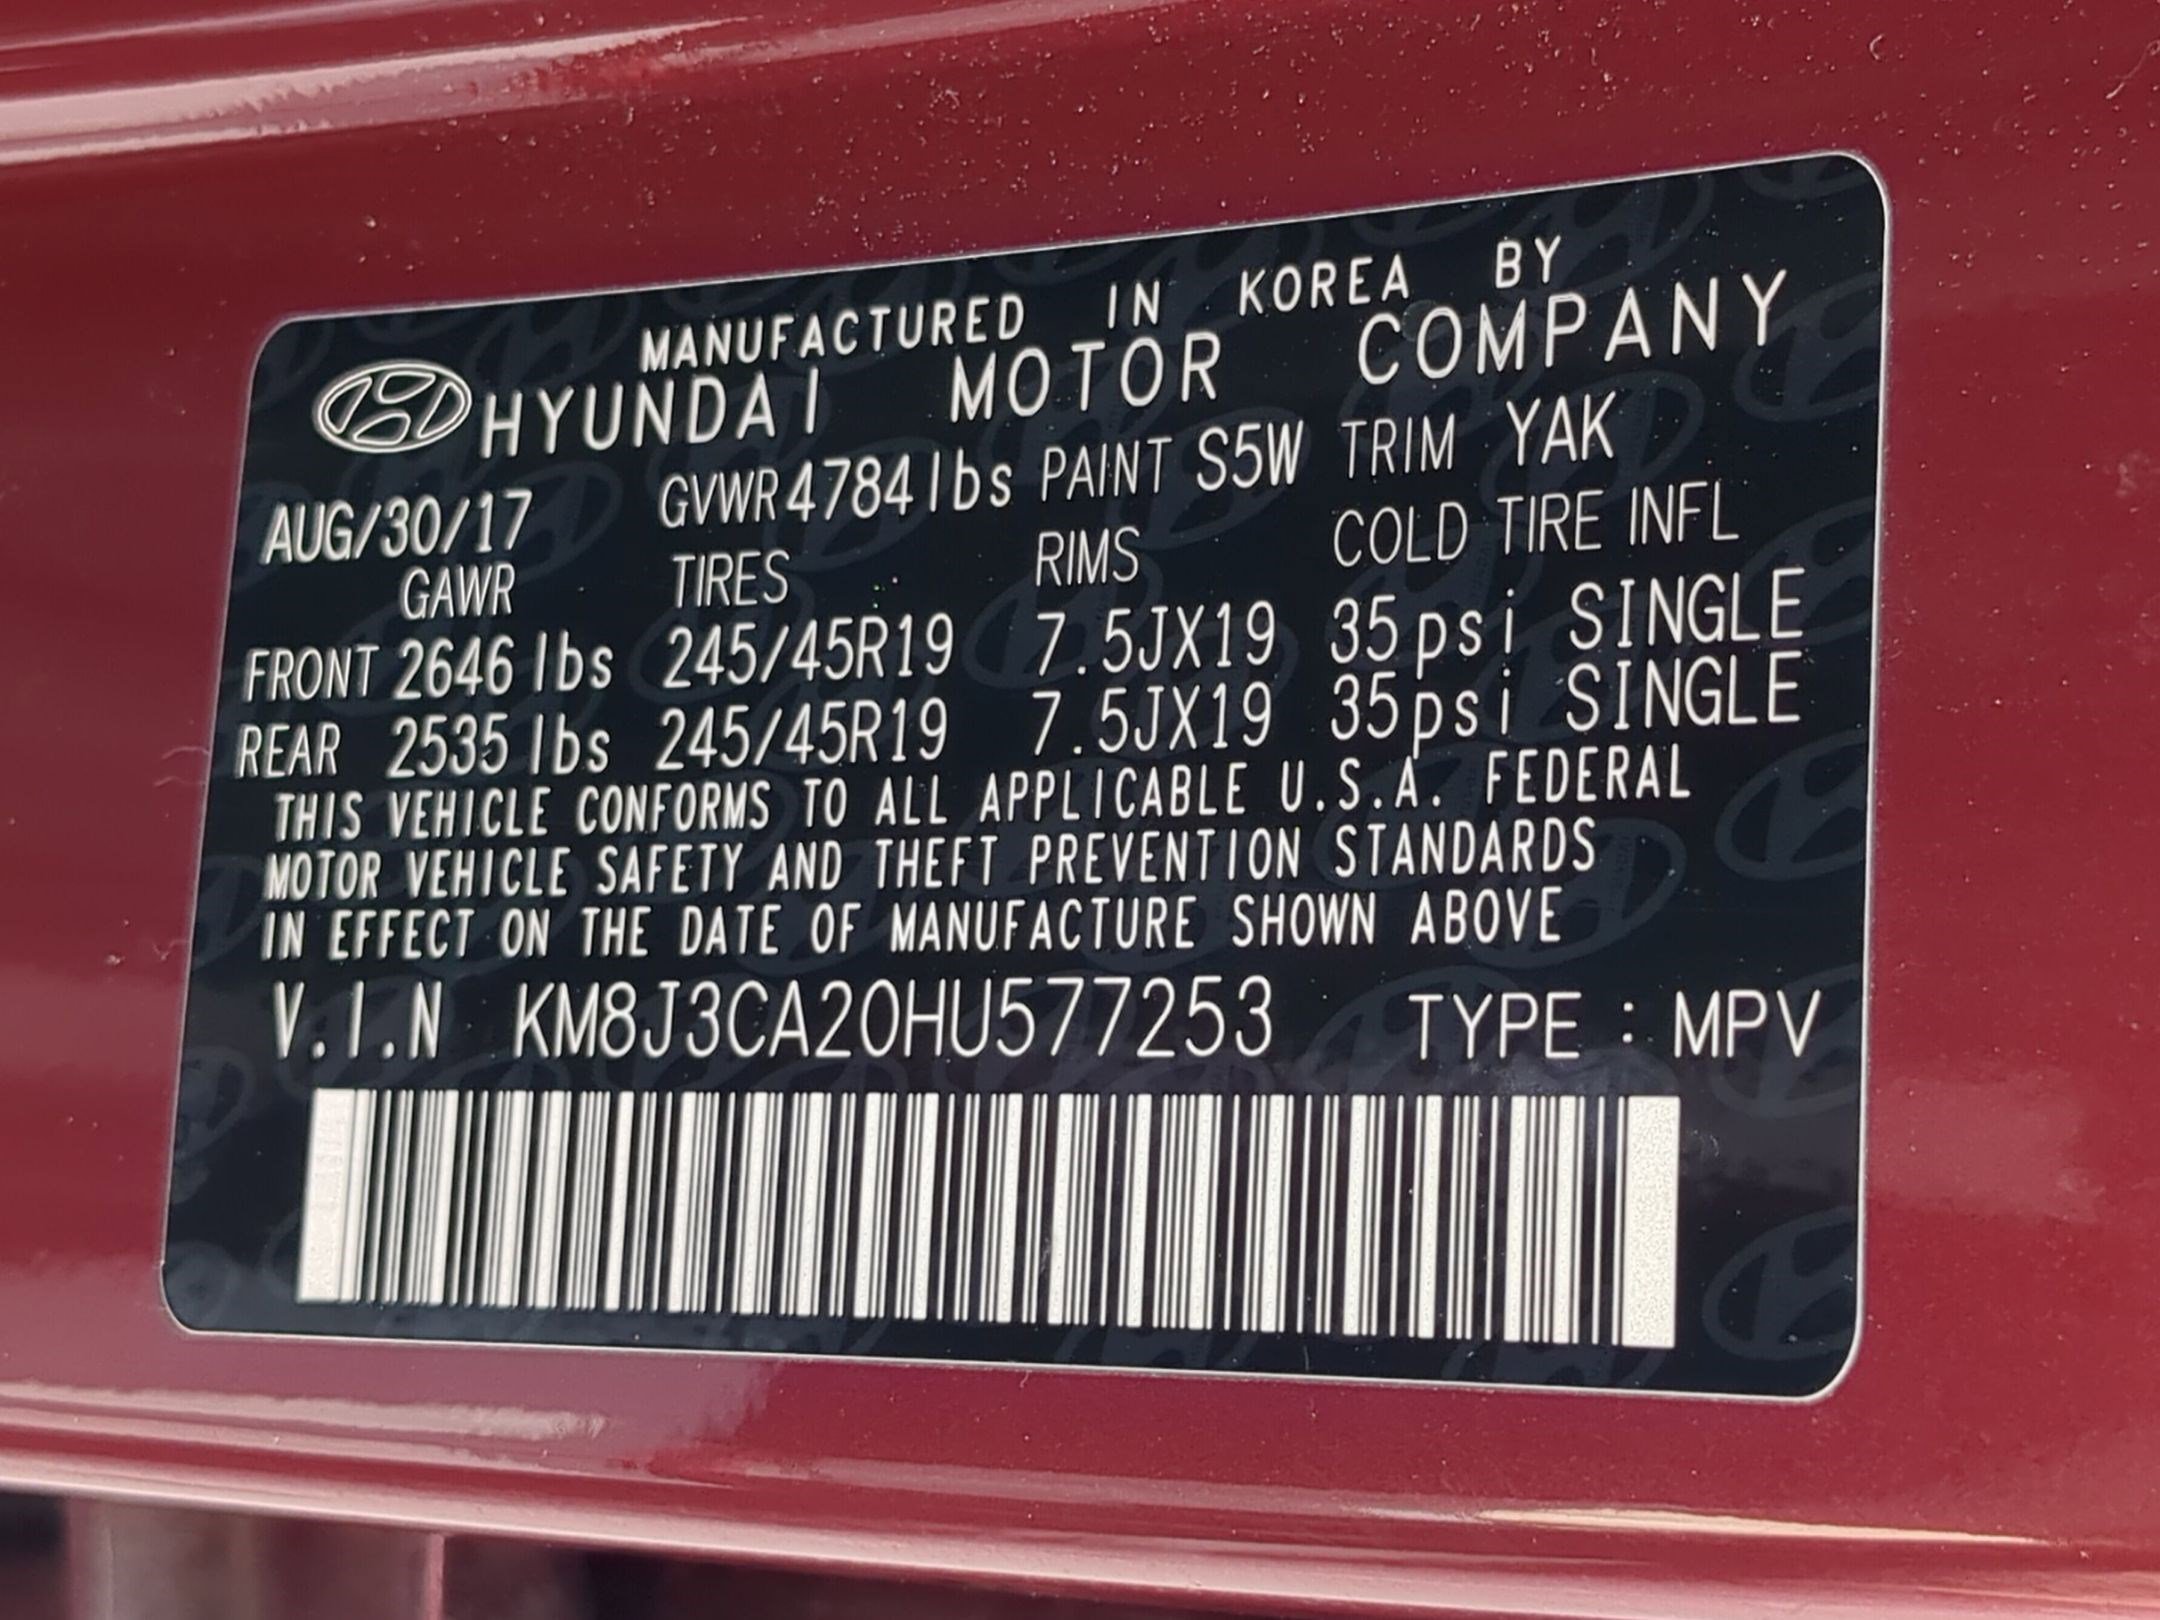 MANUFACTURED IN KOREA BY
HYUNDAI MOTOR COMPANY
AUG/30/17 GVWR 4784 lbs PAINT S5W TRIM YAK
GAWR TIRES RIMS COLD TIRE INFL
FRONT 2646 lbs 245/45R19 7.5JX19 35psi SINGLE
REAR 2535 lbs 245/45R19 7.5JX19 35psi SINGLE
THIS VEHICLE CONFORMS TO ALL APPLICABLE U.S.A. FEDERAL
MOTOR VEHICLE SAFETY AND THEFT PREVENTION STANDARDS
IN EFFECT ON THE DATE OF MANUFACTURE SHOWN ABOVE
V.I.N KM8J3CA20HU577253 TYPE : MPV